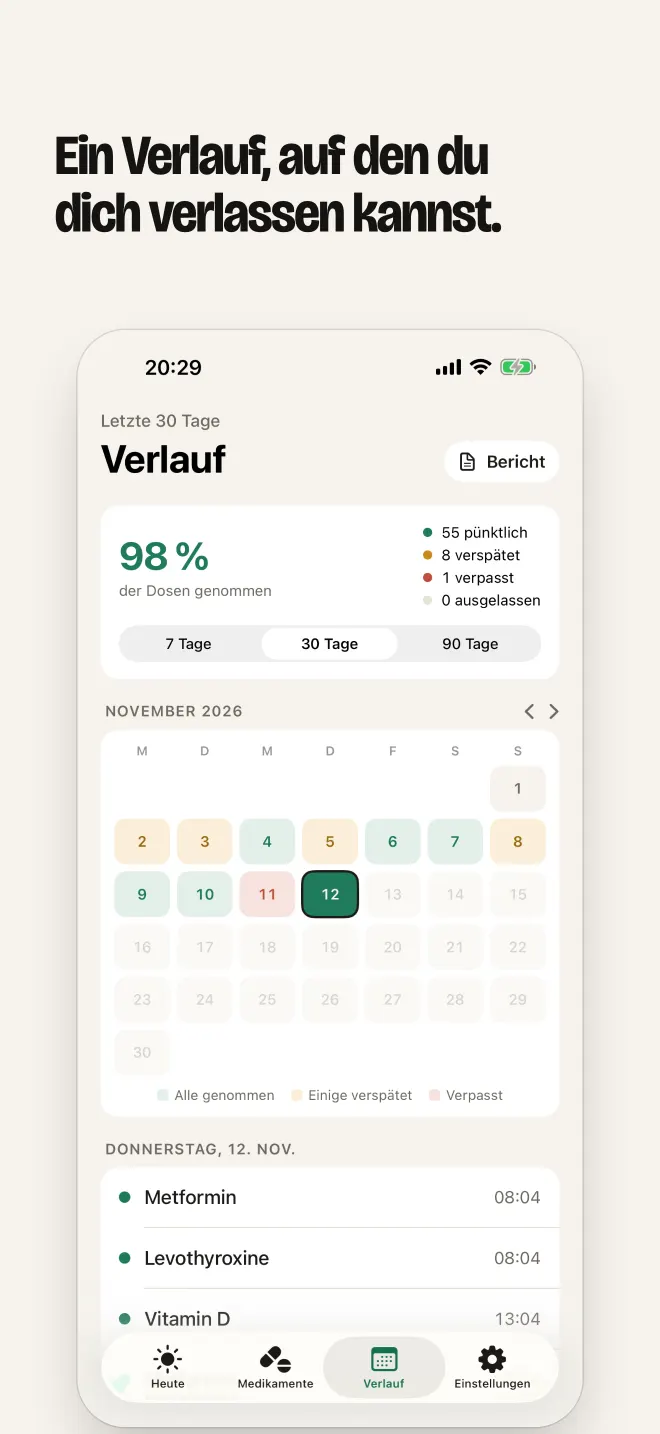 Ein Verlauf, auf den du
dich verlassen kannst.
20:29
Letzte 30 Tage
Verlauf
Bericht
98 %
der Dosen genommen
55 pünktlich
8 verspätet
1 verpasst
0 ausgelassen
7 Tage 30 Tage 90 Tage
NOVEMBER 2026
M D M D F S S
1
2 3 4 5 6 7 8
9 10 11 12 13 14 15
16 17 18 19 20 21 22
23 24 25 26 27 28 29
30
Alle genommen Einige verspätet Verpasst
DONNERSTAG, 12. NOV.
Metformin 08:04
Levothyroxine 08:04
Vitamin D 13:04
Heute Medikamente Verlauf Einstellungen